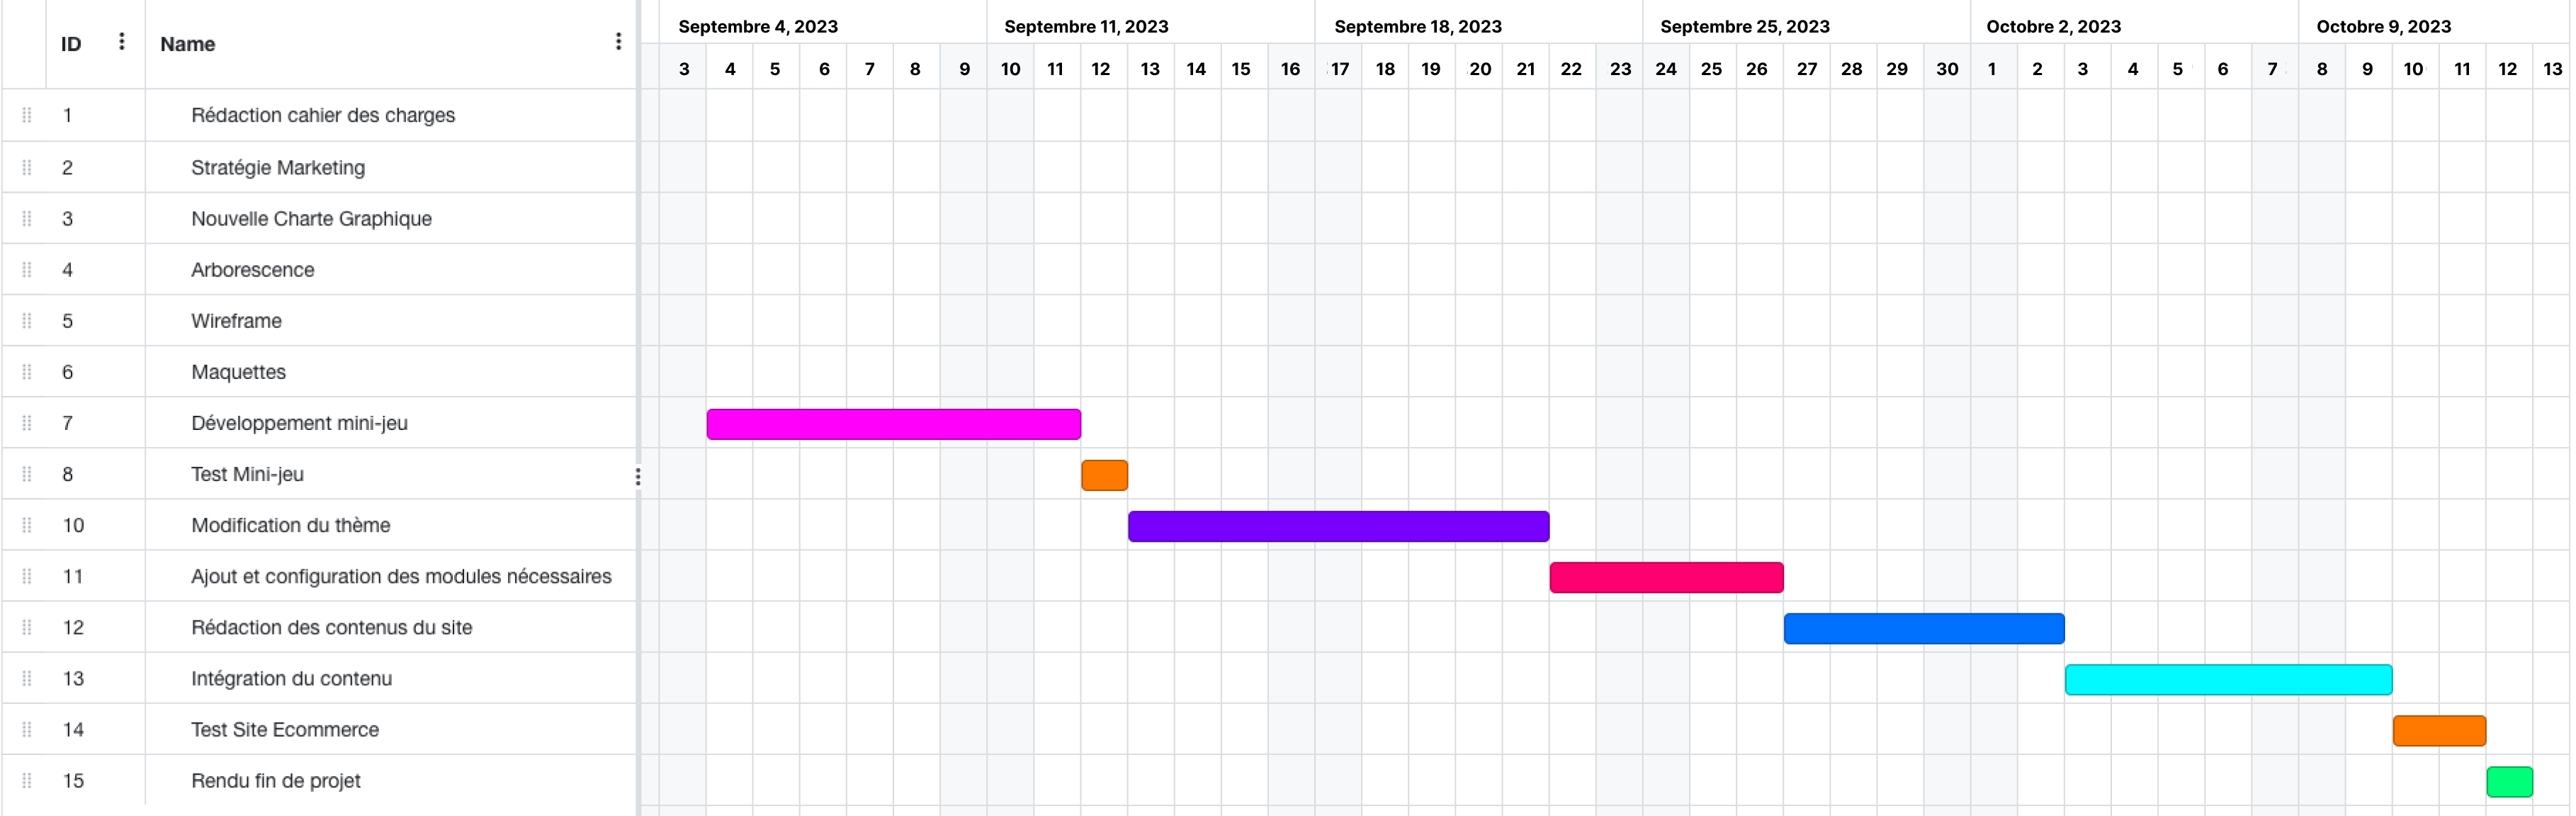 Septembre 4, 2023 Septembre 11, 2023 Septembre 18, 2023 Septembre 25, 2023 Octobre 2, 2023 Octobre 9, 2023
ID Name
3 4 5 6 7 8 9 10 11 12 13 14 15 16 17 18 19 20 21 22 23 24 25 26 27 28 29 30 1 2 3 4 5 6 7 8 9 10 11 12 13
1 Rédaction cahier des charges
2 Stratégie Marketing
3 Nouvelle Charte Graphique
4 Arborescence
5 Wireframe
6 Maquettes
7 Développement mini-jeu
8 Test Mini-jeu
10 Modification du thème
11 Ajout et configuration des modules nécessaires
12 Rédaction des contenus du site
13 Intégration du contenu
14 Test Site Ecommerce
15 Rendu fin de projet